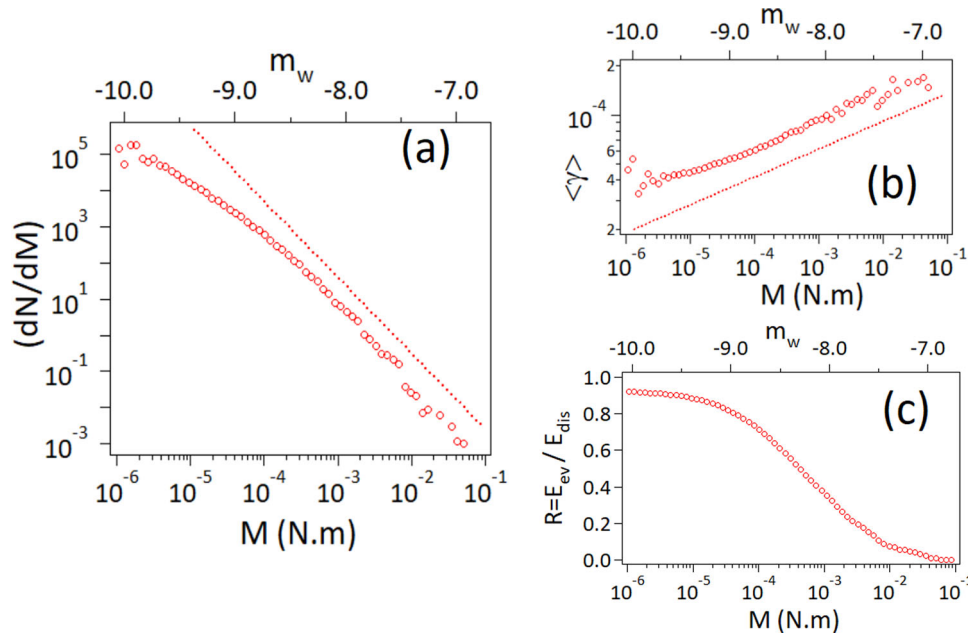 m_w
-10.0 -9.0 -8.0 -7.0
(a)
(dN/dM)
10^5
10^3
10^1
10^-1
10^-3
10^-6 10^-5 10^-4 10^-3 10^-2 10^-1
M (N.m)
m_w
-10.0 -9.0 -8.0 -7.0
(b)
<γ>
2
10^-4
6
4
2
10^-6 10^-5 10^-4 10^-3 10^-2 10^-1
M (N.m)
m_w
-10.0 -9.0 -8.0 -7.0
(c)
R=E_ev / E_dis
1.0
0.8
0.6
0.4
0.2
0.0
10^-6 10^-5 10^-4 10^-3 10^-2 10^-1
M (N.m)